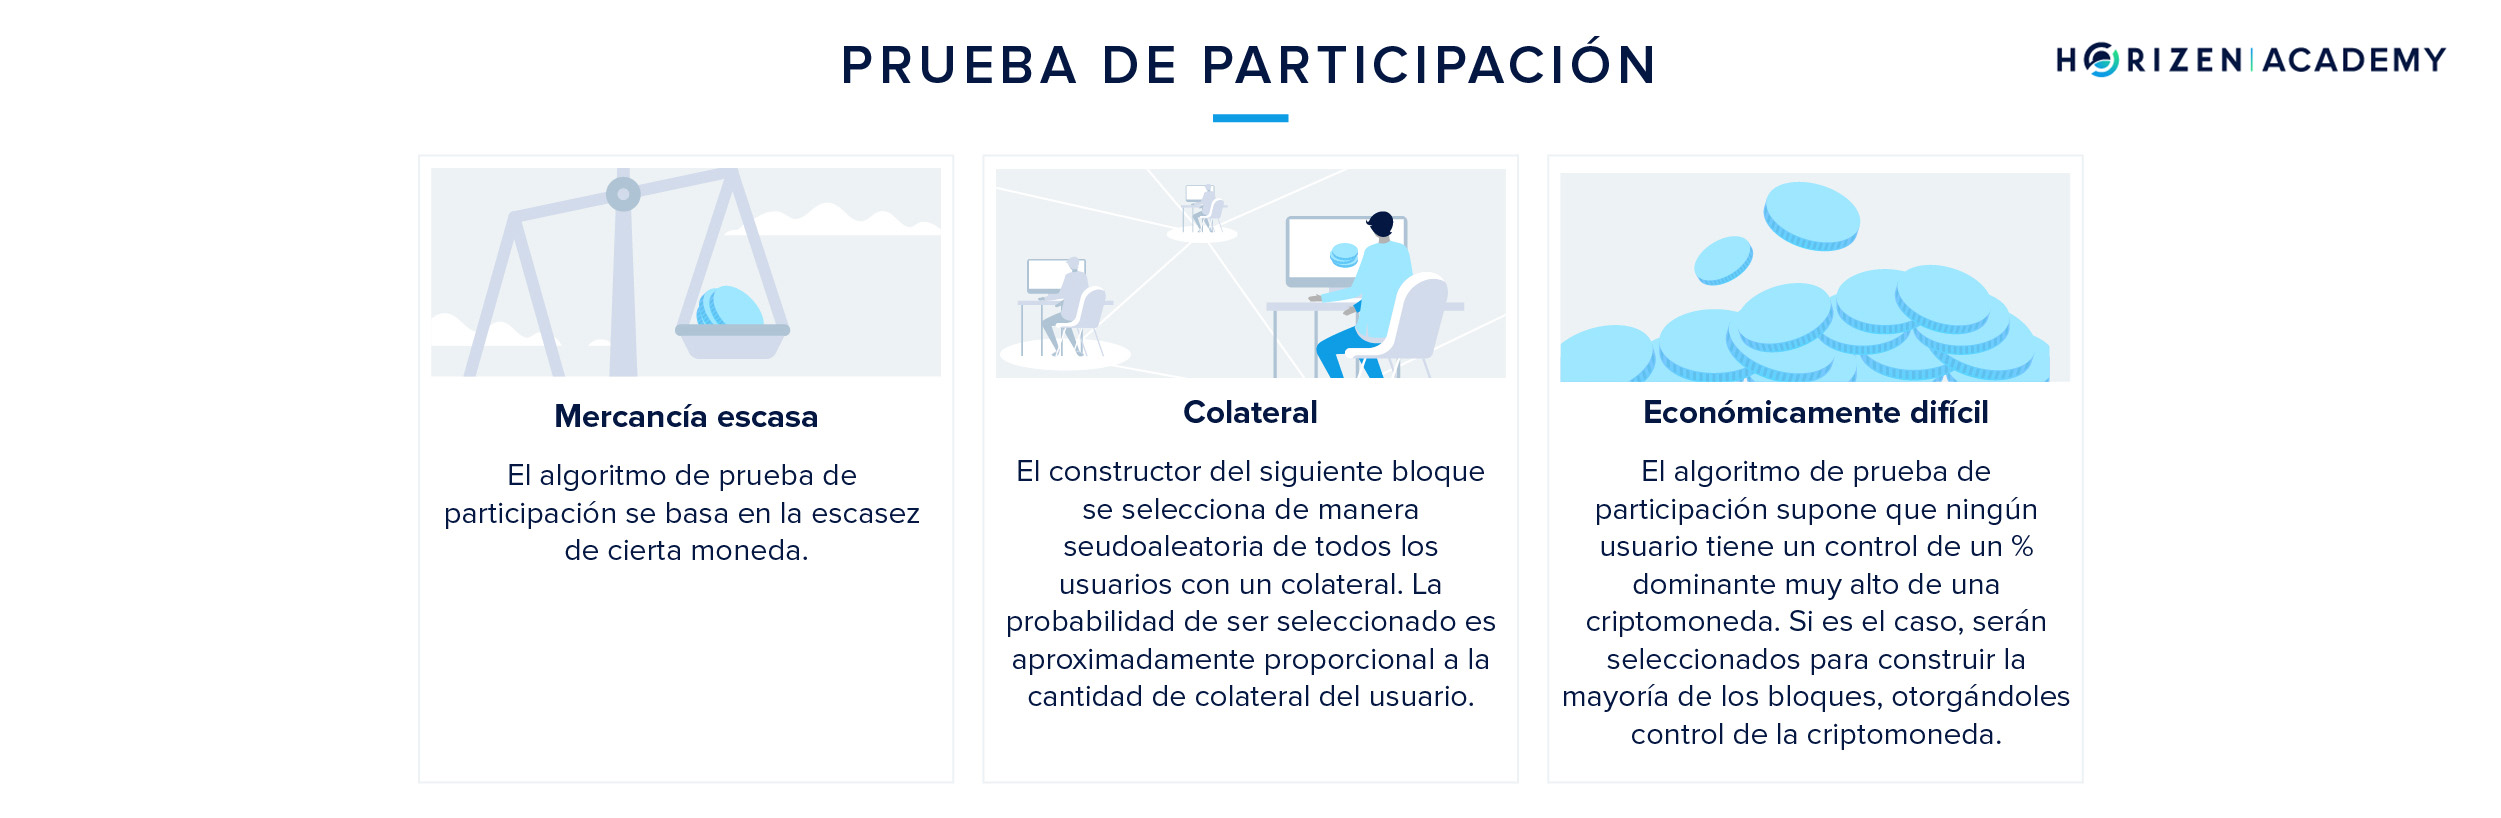 PRUEBA DE PARTICIPACIÓN
HORIZEN | ACADEMY
Mercancía escasa
El algoritmo de prueba de
participación se basa en la escasez
de cierta moneda.
Colateral
El constructor del siguiente bloque
se selecciona de manera
seudoaleatoria de todos los
usuarios con un colateral. La
probabilidad de ser seleccionado es
aproximadamente proporcional a la
cantidad de colateral del usuario.
Económicamente difícil
El algoritmo de prueba de
participación supone que ningún
usuario tiene un control de un %
dominante muy alto de una
criptomoneda. Si es el caso, serán
seleccionados para construir la
mayoría de los bloques, otorgándoles
control de la criptomoneda.